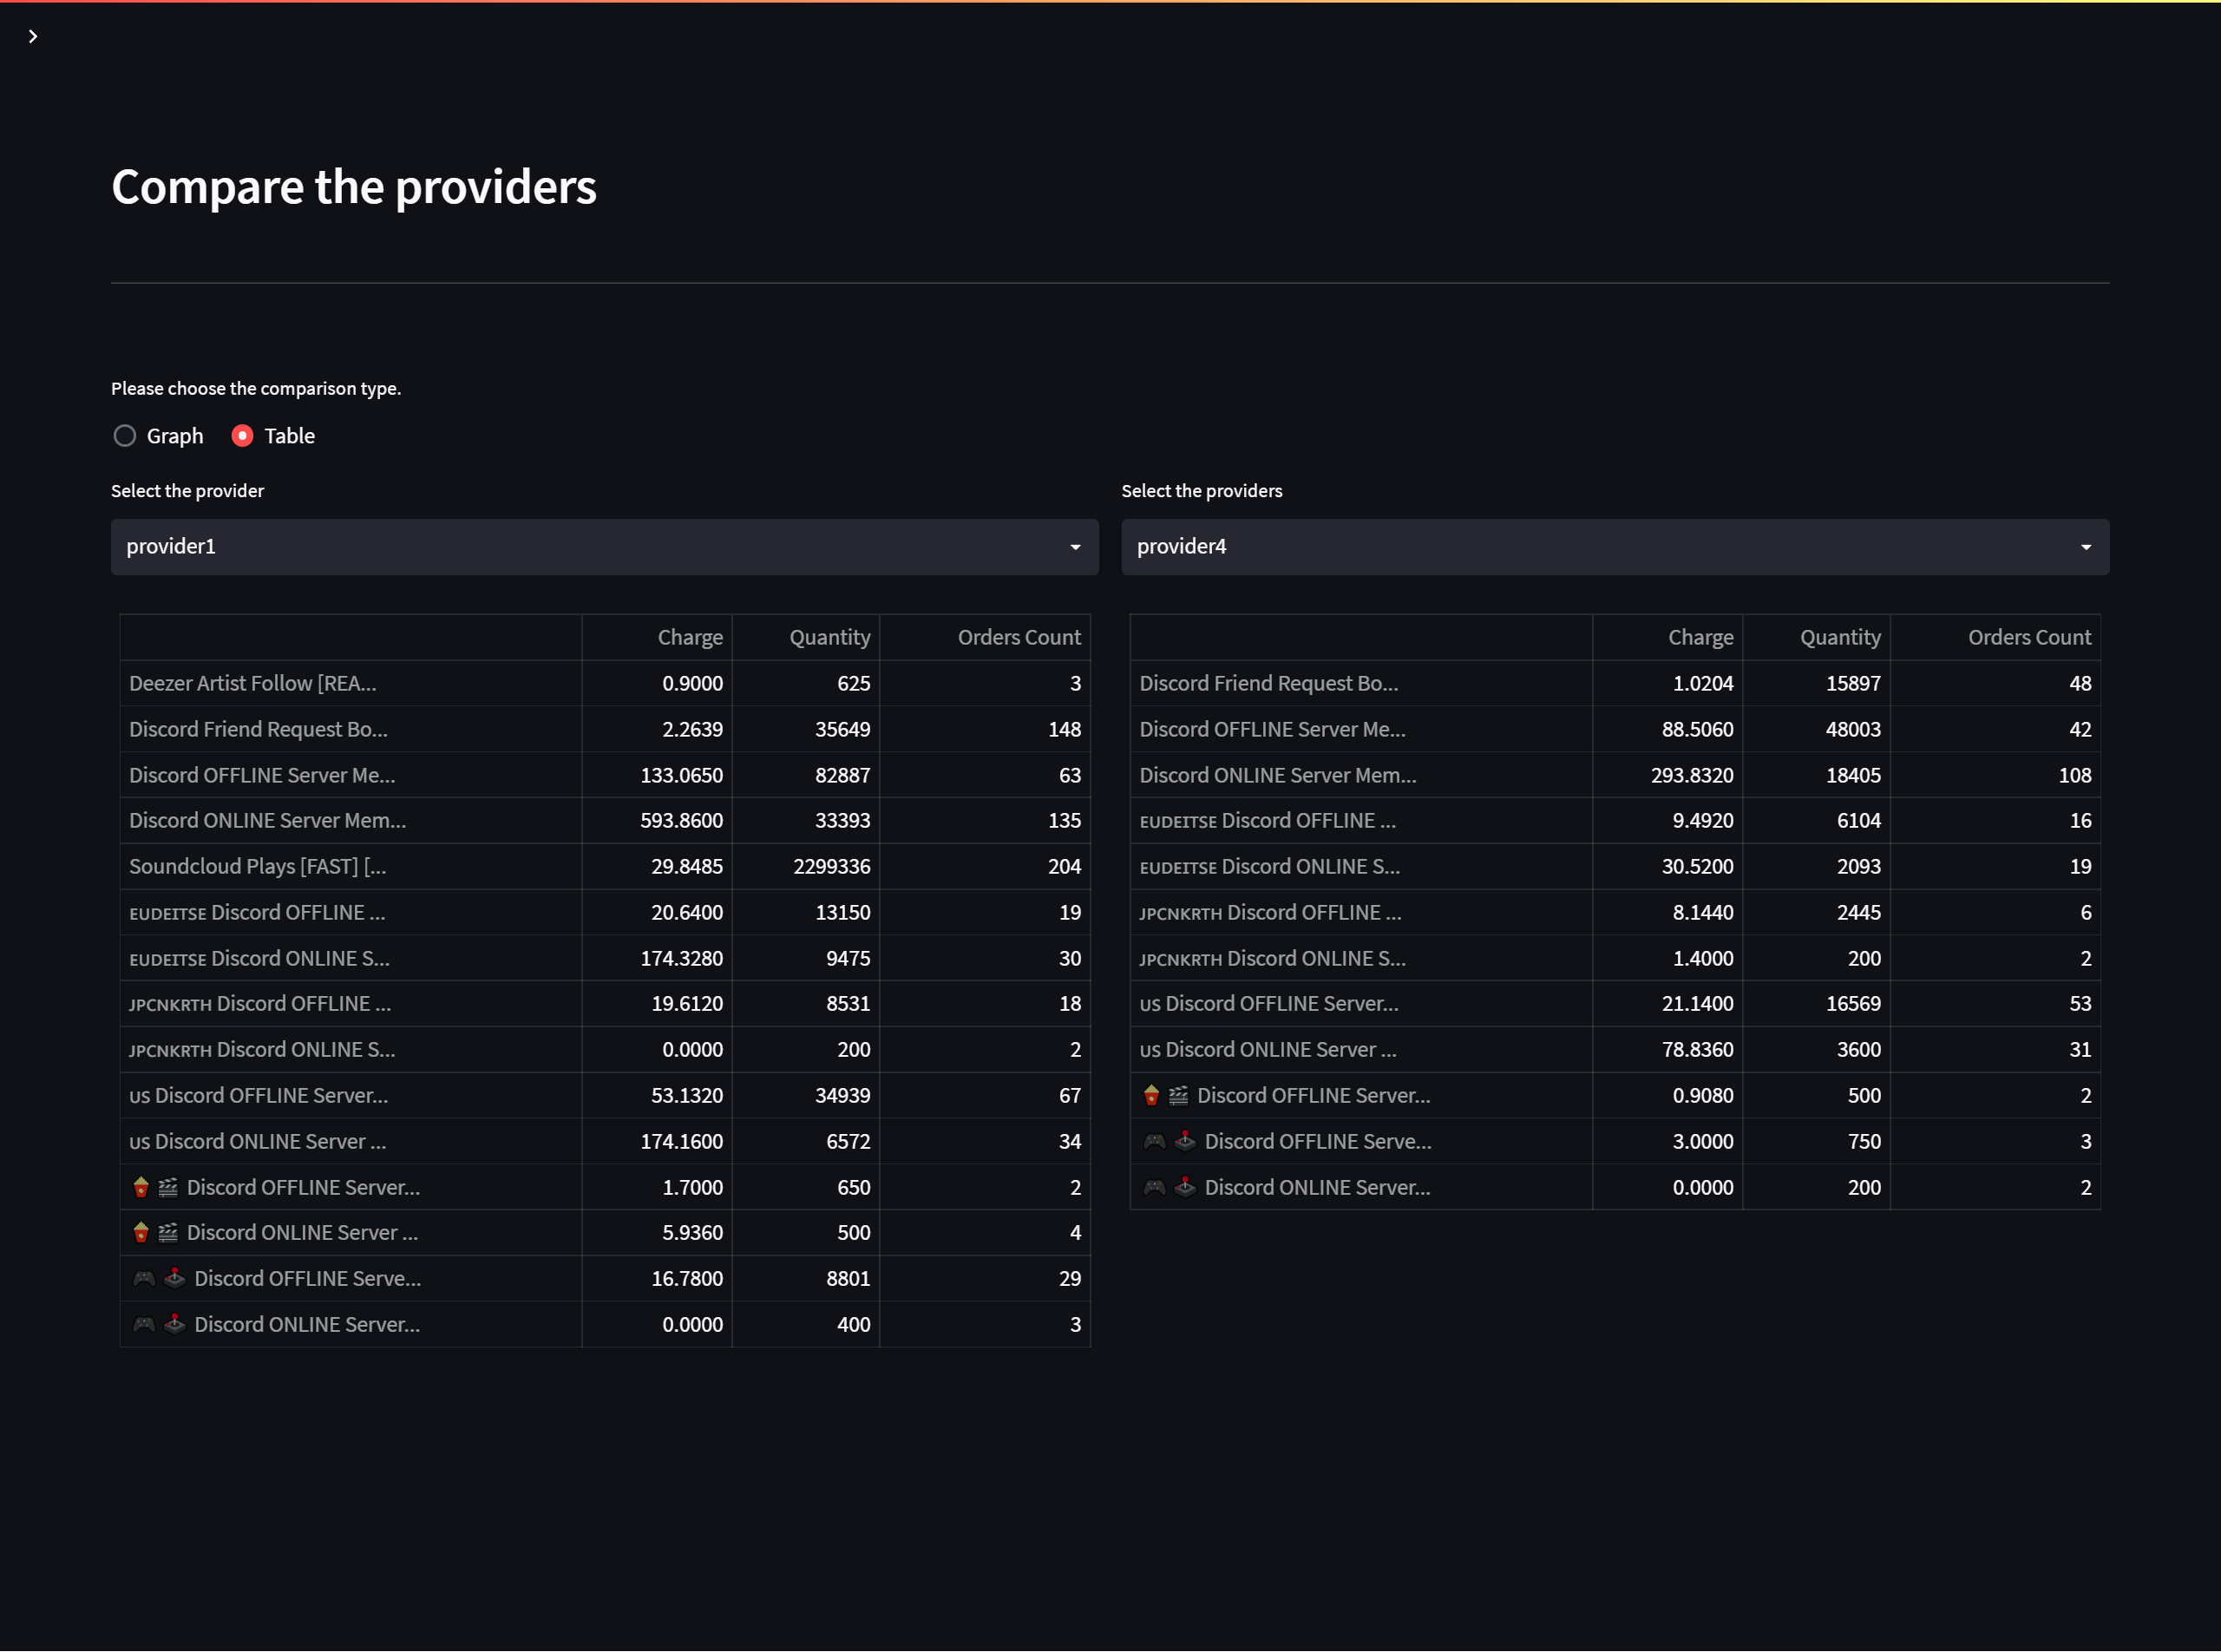 Compare the providers
Please choose the comparison type.
Graph Table
Select the provider
provider1
Charge Quantity Orders Count
Deezer Artist Follow [REA... 0.9000 625 3
Discord Friend Request Bo... 2.2639 35649 148
Discord OFFLINE Server Me... 133.0650 82887 63
Discord ONLINE Server Mem... 593.8600 33393 135
Soundcloud Plays [FAST] [... 29.8485 2299336 204
EUDEITSE Discord OFFLINE ... 20.6400 13150 19
EUDEITSE Discord ONLINE S... 174.3280 9475 30
JPCNKRTH Discord OFFLINE ... 19.6120 8531 18
JPCNKRTH Discord ONLINE S... 0.0000 200 2
US Discord OFFLINE Server... 53.1320 34939 67
US Discord ONLINE Server ... 174.1600 6572 34
Discord OFFLINE Server... 1.7000 650 2
Discord ONLINE Server ... 5.9360 500 4
Discord OFFLINE Serve... 16.7800 8801 29
Discord ONLINE Server... 0.0000 400 3
Select the providers
provider4
Charge Quantity Orders Count
Discord Friend Request Bo... 1.0204 15897 48
Discord OFFLINE Server Me... 88.5060 48003 42
Discord ONLINE Server Mem... 293.8320 18405 108
EUDEITSE Discord OFFLINE ... 9.4920 6104 16
EUDEITSE Discord ONLINE S... 30.5200 2093 19
JPCNKRTH Discord OFFLINE ... 8.1440 2445 6
JPCNKRTH Discord ONLINE S... 1.4000 200 2
US Discord OFFLINE Server... 21.1400 16569 53
US Discord ONLINE Server ... 78.8360 3600 31
Discord OFFLINE Server... 0.9080 500 2
Discord OFFLINE Serve... 3.0000 750 3
Discord ONLINE Server... 0.0000 200 2